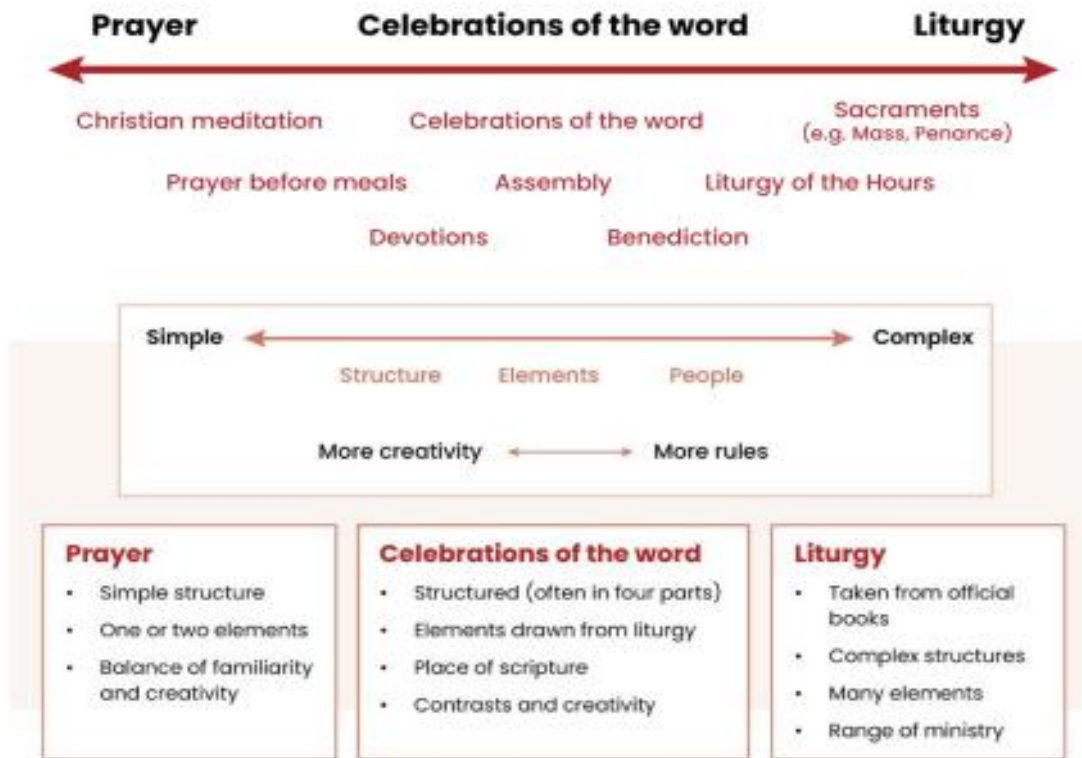 Prayer Celebrations of the word Liturgy
Christian meditation Celebrations of the word Sacraments
(e.g. Mass, Penance)
Prayer before meals Assembly Liturgy of the Hours
Devotions Benediction
Simple Complex
Structure Elements People
More creativity More rules
Prayer
• Simple structure
• One or two elements
• Balance of familiarity
and creativity
Celebrations of the word
• Structured (often in four parts)
• Elements drawn from liturgy
• Place of scripture
• Contrasts and creativity
Liturgy
• Taken from official
books
• Complex structures
• Many elements
• Range of ministry